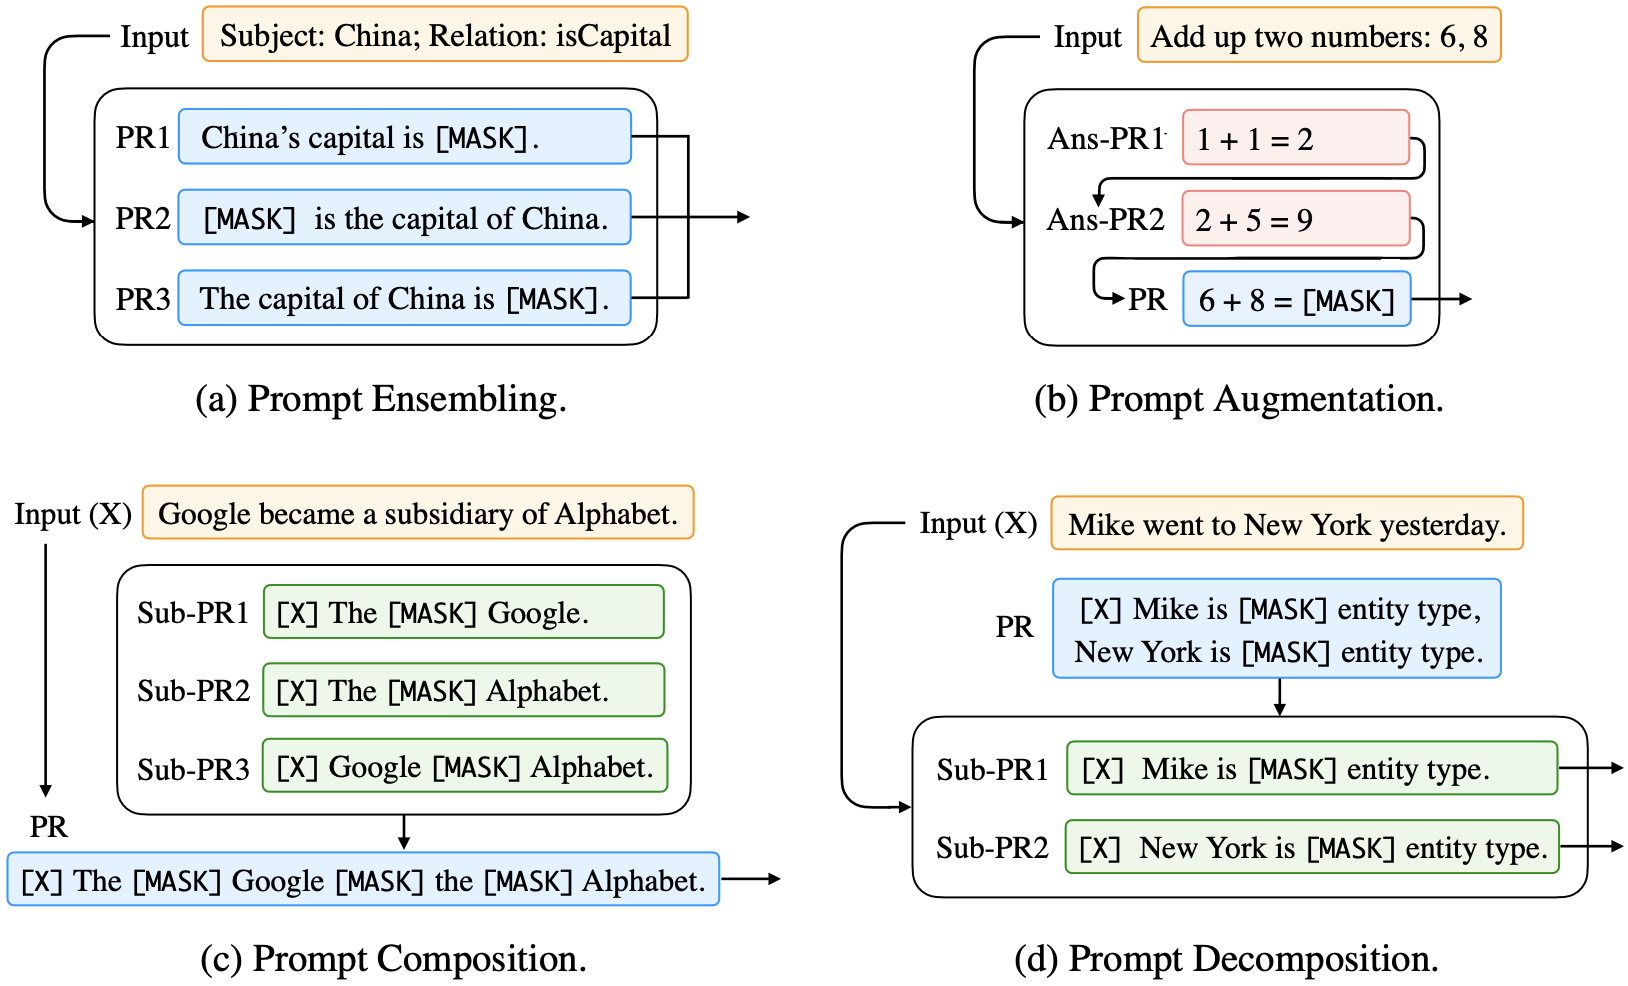 Input Subject: China; Relation: isCapital
PR1 China’s capital is [MASK].
PR2 [MASK] is the capital of China.
PR3 The capital of China is [MASK].
(a) Prompt Ensembling.
Input Add up two numbers: 6, 8
Ans-PR1 1 + 1 = 2
Ans-PR2 2 + 5 = 9
PR 6 + 8 = [MASK]
(b) Prompt Augmentation.
Input (X) Google became a subsidiary of Alphabet.
Sub-PR1 [X] The [MASK] Google.
Sub-PR2 [X] The [MASK] Alphabet.
Sub-PR3 [X] Google [MASK] Alphabet.
PR
[X] The [MASK] Google [MASK] the [MASK] Alphabet.
(c) Prompt Composition.
Input (X) Mike went to New York yesterday.
PR [X] Mike is [MASK] entity type,
New York is [MASK] entity type.
Sub-PR1 [X] Mike is [MASK] entity type.
Sub-PR2 [X] New York is [MASK] entity type.
(d) Prompt Decomposition.